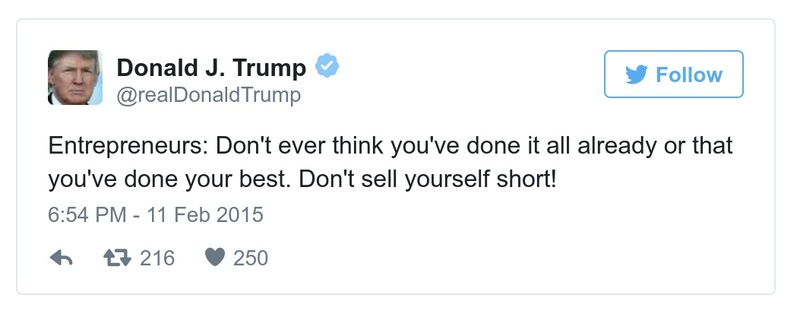 Donald J. Trump
@realDonaldTrump
Follow
Entrepreneurs: Don't ever think you've done it all already or that
you've done your best. Don't sell yourself short!
6:54 PM - 11 Feb 2015
216 250